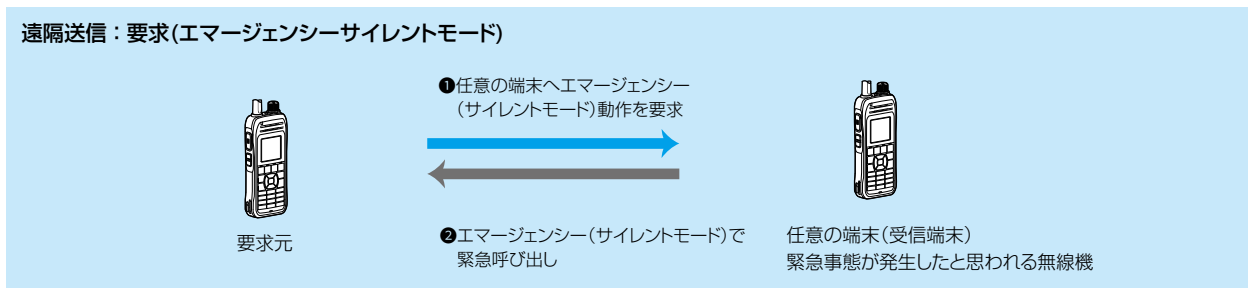 遠隔送信：要求(エマージェンシーサイレントモード)
❶任意の端末へエマージェンシー
（サイレントモード）動作を要求
要求元
❷エマージェンシー（サイレントモード）で
緊急呼び出し
任意の端末（受信端末）
緊急事態が発生したと思われる無線機